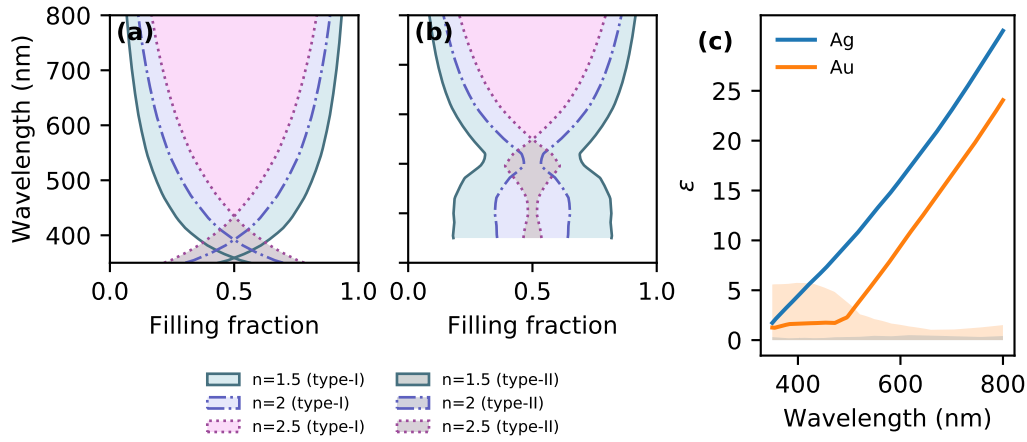 (a)
800
700
600
500
400
Wavelength (nm)
0.0 0.5 1.0
Filling fraction
(b)
0.0 0.5 1.0
Filling fraction
(c)
Ag
Au
25
20
15
10
5
0
ε
400 600 800
Wavelength (nm)
n=1.5 (type-I)
n=2 (type-I)
n=2.5 (type-I)
n=1.5 (type-II)
n=2 (type-II)
n=2.5 (type-II)